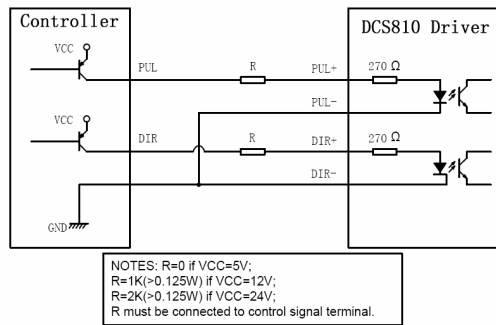 Controller
DCS810 Driver
VCC
PUL
R
PUL+
270 Ω
PUL-
VCC
DIR
R
DIR+
270 Ω
DIR-
GND
NOTES: R=0 if VCC=5V;
R=1K(>0.125W) if VCC=12V;
R=2K(>0.125W) if VCC=24V;
R must be connected to control signal terminal.